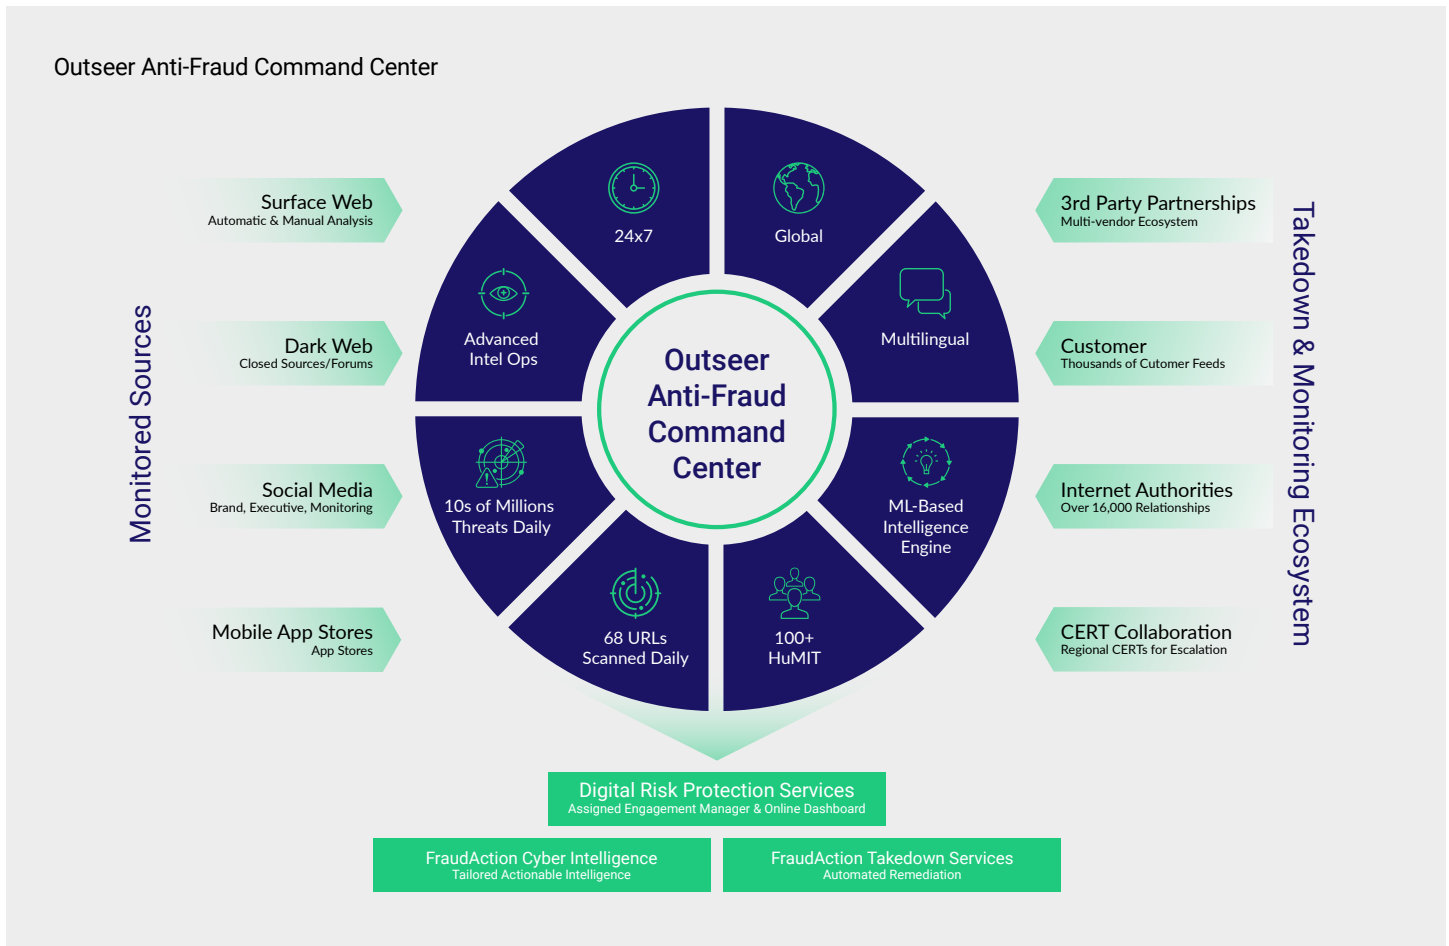 Outseer Anti-Fraud Command Center
Monitored Sources
Surface Web
Automatic & Manual Analysis
Dark Web
Closed Sources/Forums
Social Media
Brand, Executive, Monitoring
Mobile App Stores
App Stores
24x7
Global
Advanced
Intel Ops
Multilingual
Outseer
Anti-Fraud
Command
Center
10s of Millions
Threats Daily
ML-Based
Intelligence
Engine
68 URLs
Scanned Daily
100+
HuMIT
3rd Party Partnerships
Multi-vendor Ecosystem
Customer
Thousands of Cutomer Feeds
Internet Authorities
Over 16,000 Relationships
CERT Collaboration
Regional CERTs for Escalation
Takedown & Monitoring Ecosystem
Digital Risk Protection Services
Assigned Engagement Manager & Online Dashboard
FraudAction Cyber Intelligence
Tailored Actionable Intelligence
FraudAction Takedown Services
Automated Remediation